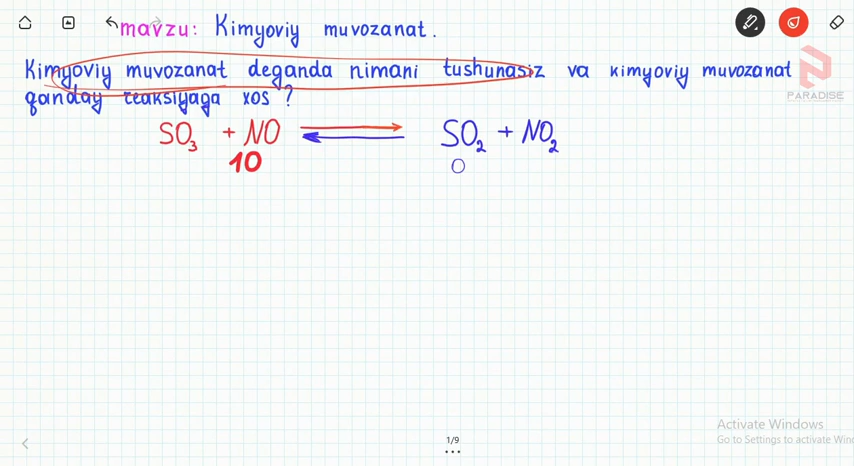 mavzu: Kimyoviy muvozanat.
Kimyoviy muvozanat deganda nimani tushunasiz va kimyoviy muvozanat
qanday reaksiyaga xos ?
SO₃ + NO ⇄ SO₂ + NO₂
10 0
PARADISE
Activate Windows
Go to Settings to activate Win
1/9